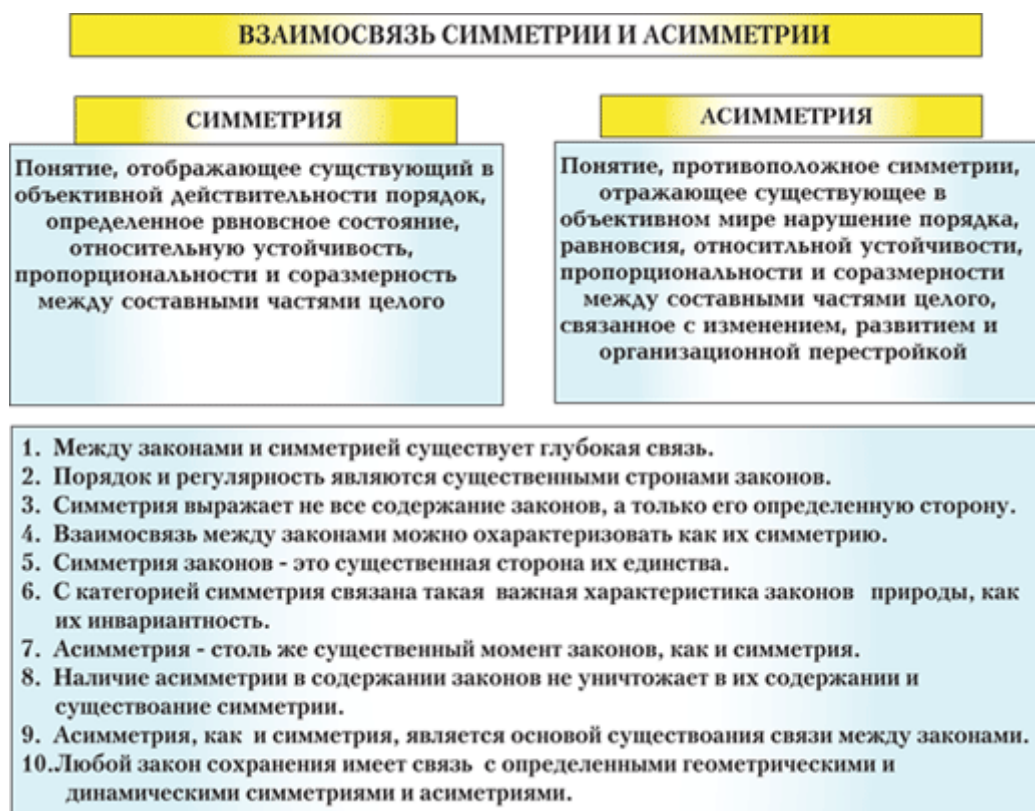 ВЗАИМОСВЯЗЬ СИММЕТРИИ И АСИММЕТРИИ
СИММЕТРИЯ
Понятие, отображающее сущствующий в
объективной действительности порядок,
определенное рвновсное состояние,
относительную устойчивость,
пропорциональности и соразмерность
между составными частями целого
АСИММЕТРИЯ
Понятие, противоположное симметрии,
отражающее существующее в
объективном мире нарушение порядка,
равновсия, относитльной устойчивости,
пропорциональности и соразмерности
между составными частями целого,
связанное с изменением, развитием и
организационной перестройкой
1. Между законами и симметрией существует глубокая связь.
2. Порядок и регулярность являются существенными стронами законов.
3. Симметрия выражает не все содержание законов, а только его определенную сторону.
4. Взаимосвязь между законами можно охарактеризовать как их симметрию.
5. Симметрия законов - это существенная сторона их единства.
6. С категорией симметрия связана такая важная характеристика законов природы, как
их инвариантность.
7. Асимметрия - столь же существенный момент законов, как и симметрия.
8. Наличие асимметрии в содержании законов не уничтожает в их содержании и
существоание симметрии.
9. Асимметрия, как и симметрия, является основой существоания связи между законами.
10.Любой закон сохранения имеет связь с определенными геометрическими и
динамическими симметриями и асиметриями.